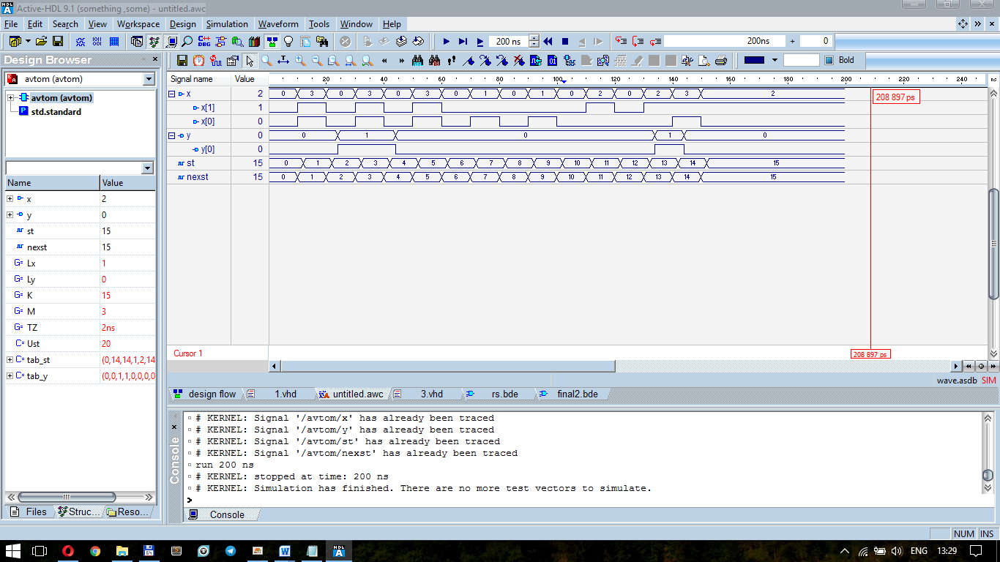 Active-HDL 9.1 (something ,some) - untitled.awc
File Edit Search View Workspace Design Simulation Waveform Tools Window Help
200 ns 200ns + 0
Bold
Design Browser
avtom (avtom)
avtom (avtom)
std.standard
Name Value
x 2
y 0
st 15
nexst 15
Lx 1
Ly 0
K 15
M 3
TZ 2ns
Ust 20
tab_st (0,14,14,1,2,14
tab_y (0,0,1,1,0,0,0,0
Files Struc... Reso...
Signal name Value 20 40 60 80 100 120 140 160 180 200 220 240 ns
x 2 0 3 0 3 0 3 0 1 0 1 0 2 0 2 3 2
208 897 ps
x[1] 1
x[0] 0
y 0 0 1 0 1 0
y[0] 0
st 15 0 1 2 3 4 5 6 7 8 9 10 11 12 13 14 15
nexst 15 0 1 2 3 4 5 6 7 8 9 10 11 12 13 14 15
Cursor 1 208 897 ps
wave.asdb SIM
design flow 1.vhd untitled.awc 3.vhd rs.bde final2.bde
# KERNEL: Signal '/avtom/x' has already been traced
# KERNEL: Signal '/avtom/y' has already been traced
# KERNEL: Signal '/avtom/st' has already been traced
# KERNEL: Signal '/avtom/nexst' has already been traced
run 200 ns
# KERNEL: stopped at time: 200 ns
# KERNEL: Simulation has finished. There are no more test vectors to simulate.
>
Console
Console
NUM INS
ENG 13:29